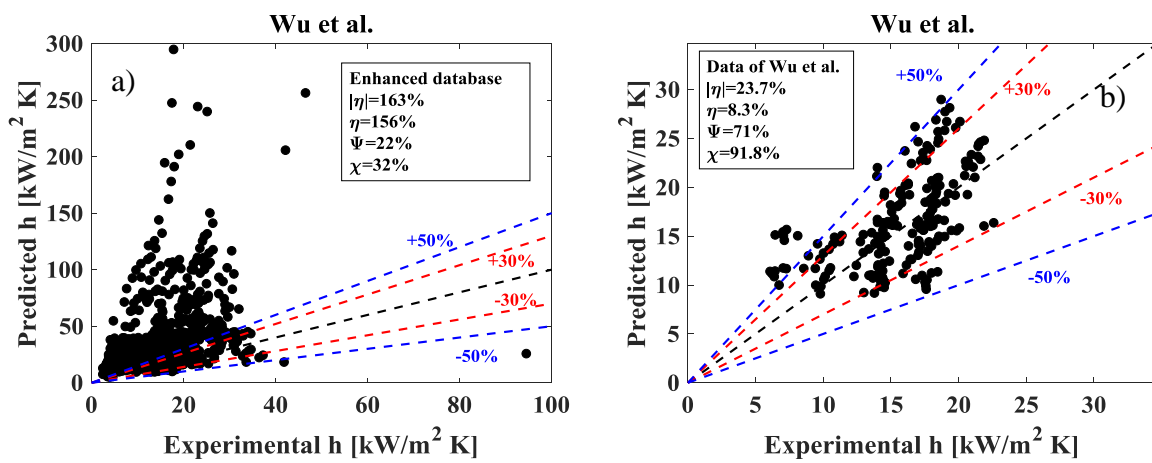 Wu et al.
a)
Enhanced database
|η|=163%
η=156%
Ψ=22%
χ=32%
+50%
+30%
-30%
-50%
300
250
200
150
100
50
0
0 20 40 60 80 100
Predicted h [kW/m² K]
Experimental h [kW/m² K]
Wu et al.
b)
Data of Wu et al.
|η|=23.7%
η=8.3%
Ψ=71%
χ=91.8%
+50%
+30%
-30%
-50%
30
25
20
15
10
5
0
0 5 10 15 20 25 30
Predicted h [kW/m² K]
Experimental h [kW/m² K]